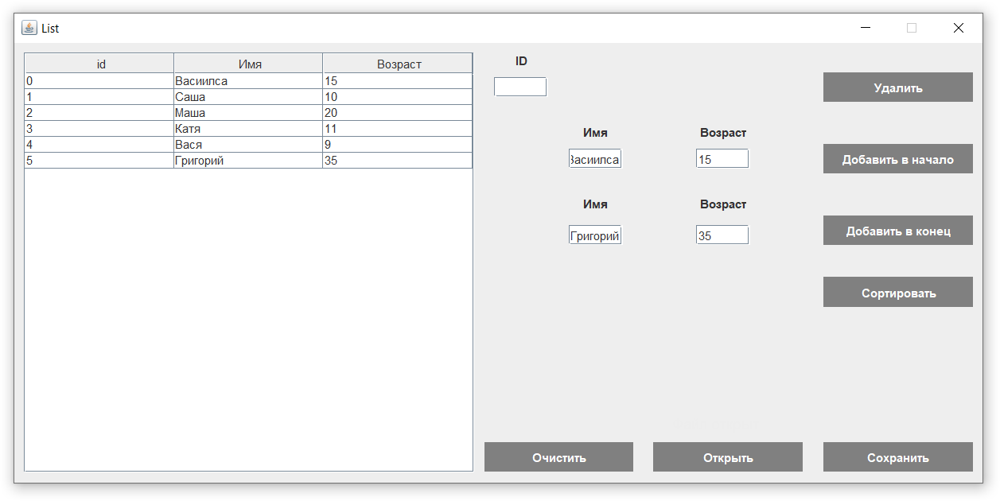 List
id Имя Возраст
0 Васиилса 15
1 Саша 10
2 Маша 20
3 Катя 11
4 Вася 9
5 Григорий 35
ID
Удалить
Имя Возраст
Васиилса 15
Добавить в начало
Имя Возраст
Григорий 35
Добавить в конец
Сортировать
Очистить Открыть Сохранить